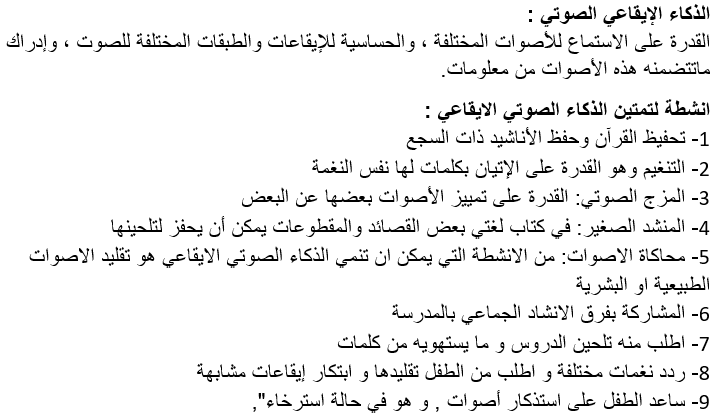 الذكاء الإيقاعي الصوتي :
القدرة على الاستماع للأصوات المختلفة ، والحساسية للإيقاعات والطبقات المختلفة للصوت ، وإدراك
ماتتضمنه هذه الأصوات من معلومات.
انشطة لتمتين الذكاء الصوتي الايقاعي :
1- تحفيظ القرآن وحفظ الأناشيد ذات السجع
2- التنغيم وهو القدرة على الإتيان بكلمات لها نفس النغمة
3- المزج الصوتي: القدرة على تمييز الأصوات بعضها عن البعض
4- المنشد الصغير: في كتاب لغتي بعض القصائد والمقطوعات يمكن أن يحفز لتلحينها
5- محاكاة الاصوات: من الانشطة التي يمكن ان تنمي الذكاء الصوتي الايقاعي هو تقليد الاصوات
الطبيعية او البشرية
6- المشاركة بفرق الانشاد الجماعي بالمدرسة
7- اطلب منه تلحين الدروس و ما يستهويه من كلمات
8- ردد نغمات مختلفة و اطلب من الطفل تقليدها و ابتكار إيقاعات مشابهة
9- ساعد الطفل على استذكار أصوات , و هو في حالة استرخاء",